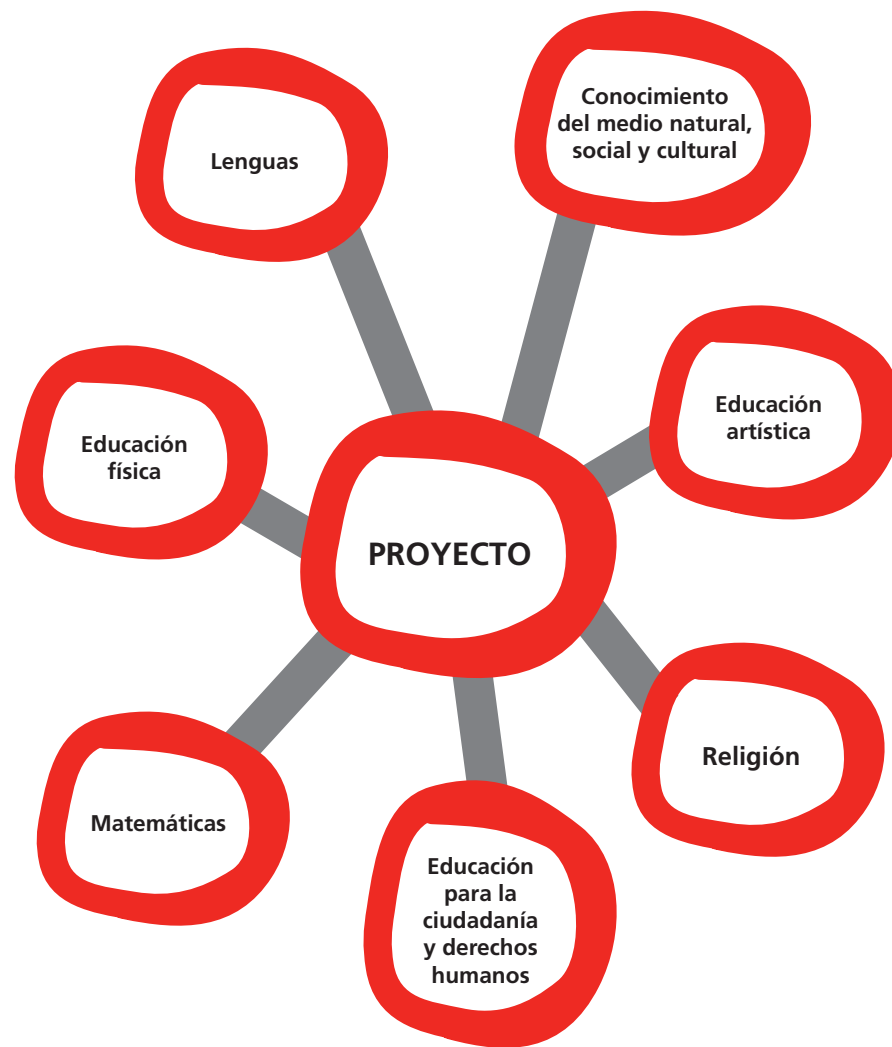 Conocimiento
del medio natural,
social y cultural
Lenguas
Educación
artística
Educación
física
PROYECTO
Religión
Matemáticas
Educación
para la
ciudadanía
y derechos
humanos